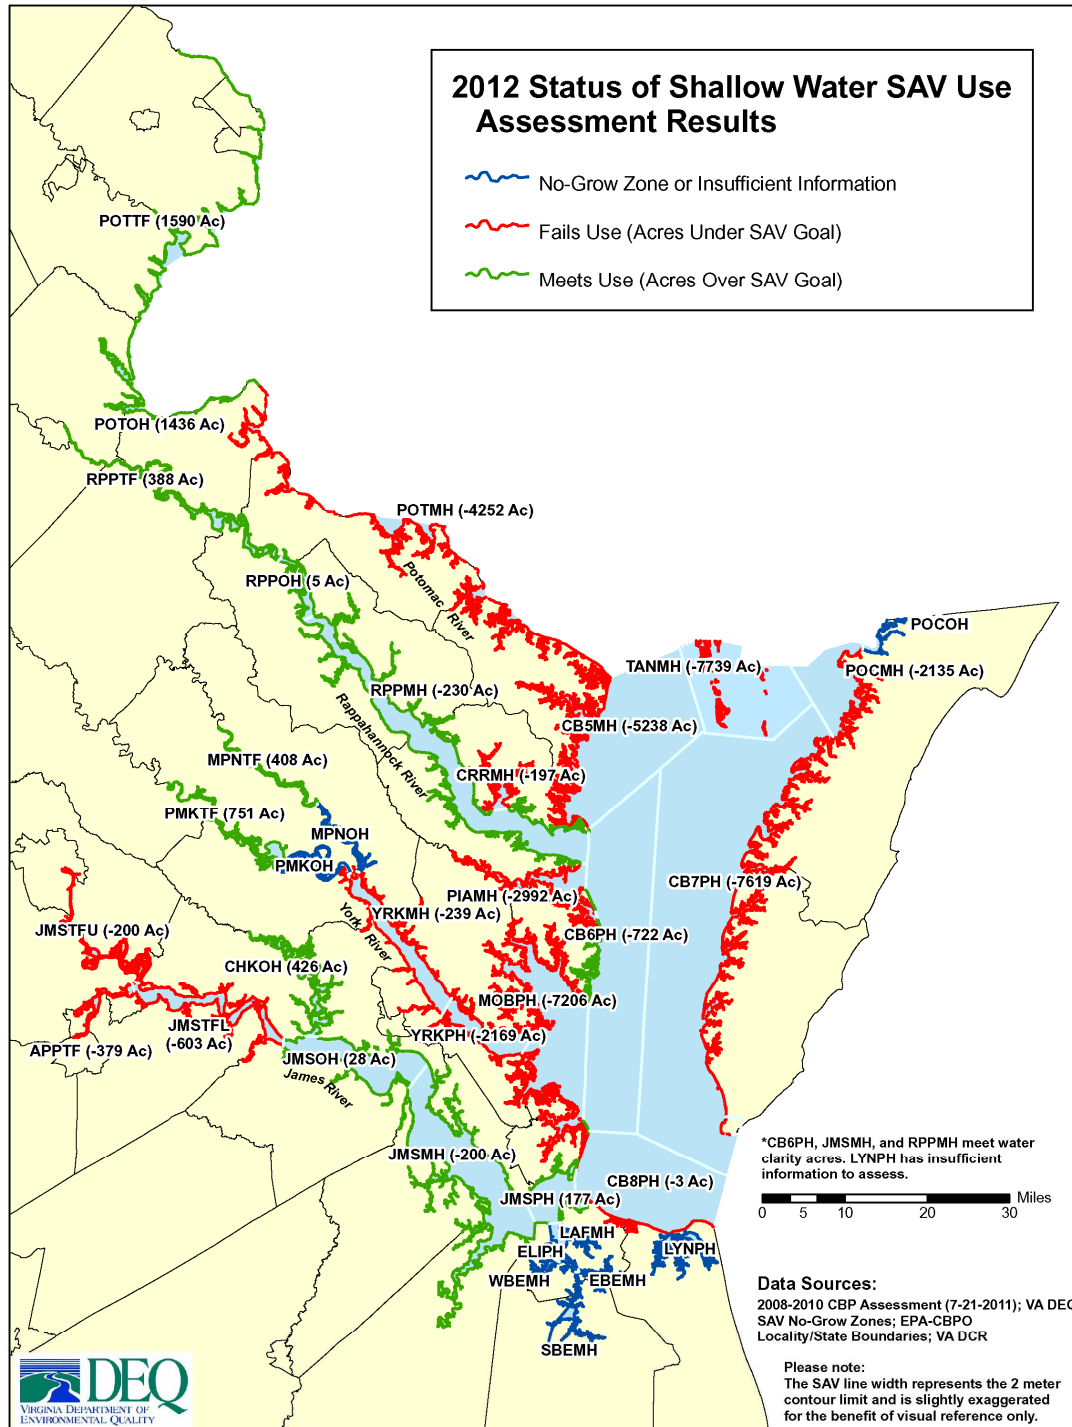 2012 Status of Shallow Water SAV Use
Assessment Results
No-Grow Zone or Insufficient Information
Fails Use (Acres Under SAV Goal)
Meets Use (Acres Over SAV Goal)
POTTF (1590 Ac)
POTOH (1436 Ac)
RPPTF (388 Ac)
POTMH (-4252 Ac)
Potomac River
RPPOH (5 Ac)
POCOH
TANMH (-7739 Ac)
POCMH (-2135 Ac)
RPPMH (-230 Ac)
Rappahannock River
CB5MH (-5238 Ac)
MPNTF (408 Ac)
CRRMH (-197 Ac)
PMKTF (751 Ac)
MPNOH
PMKOH
CB7PH (-7619 Ac)
PIAMH (-2992 Ac)
YRKMH (-239 Ac)
York River
JMSTFU (-200 Ac)
CB6PH (-722 Ac)
CHKOH (426 Ac)
MOBPH (-7206 Ac)
JMSTFL
(-603 Ac)
YRKPH (-2169 Ac)
APPTF (-379 Ac)
JMSOH (28 Ac)
James River
JMSMH (-200 Ac)
*CB6PH, JMSMH, and RPPMH meet water
clarity acres. LYNPH has insufficient
information to assess.
CB8PH (-3 Ac)
JMSPH (177 Ac)
Miles
0 5 10 20 30
LAFMH
ELIPH
LYNPH
WBEMH
EBEMH
SBEMH
Data Sources:
2008-2010 CBP Assessment (7-21-2011); VA DEQ
SAV No-Grow Zones; EPA-CBPO
Locality/State Boundaries; VA DCR
Please note:
The SAV line width represents the 2 meter
contour limit and is slightly exaggerated
for the benefit of visual reference only.
DEQ
VIRGINIA DEPARTMENT OF
ENVIRONMENTAL QUALITY